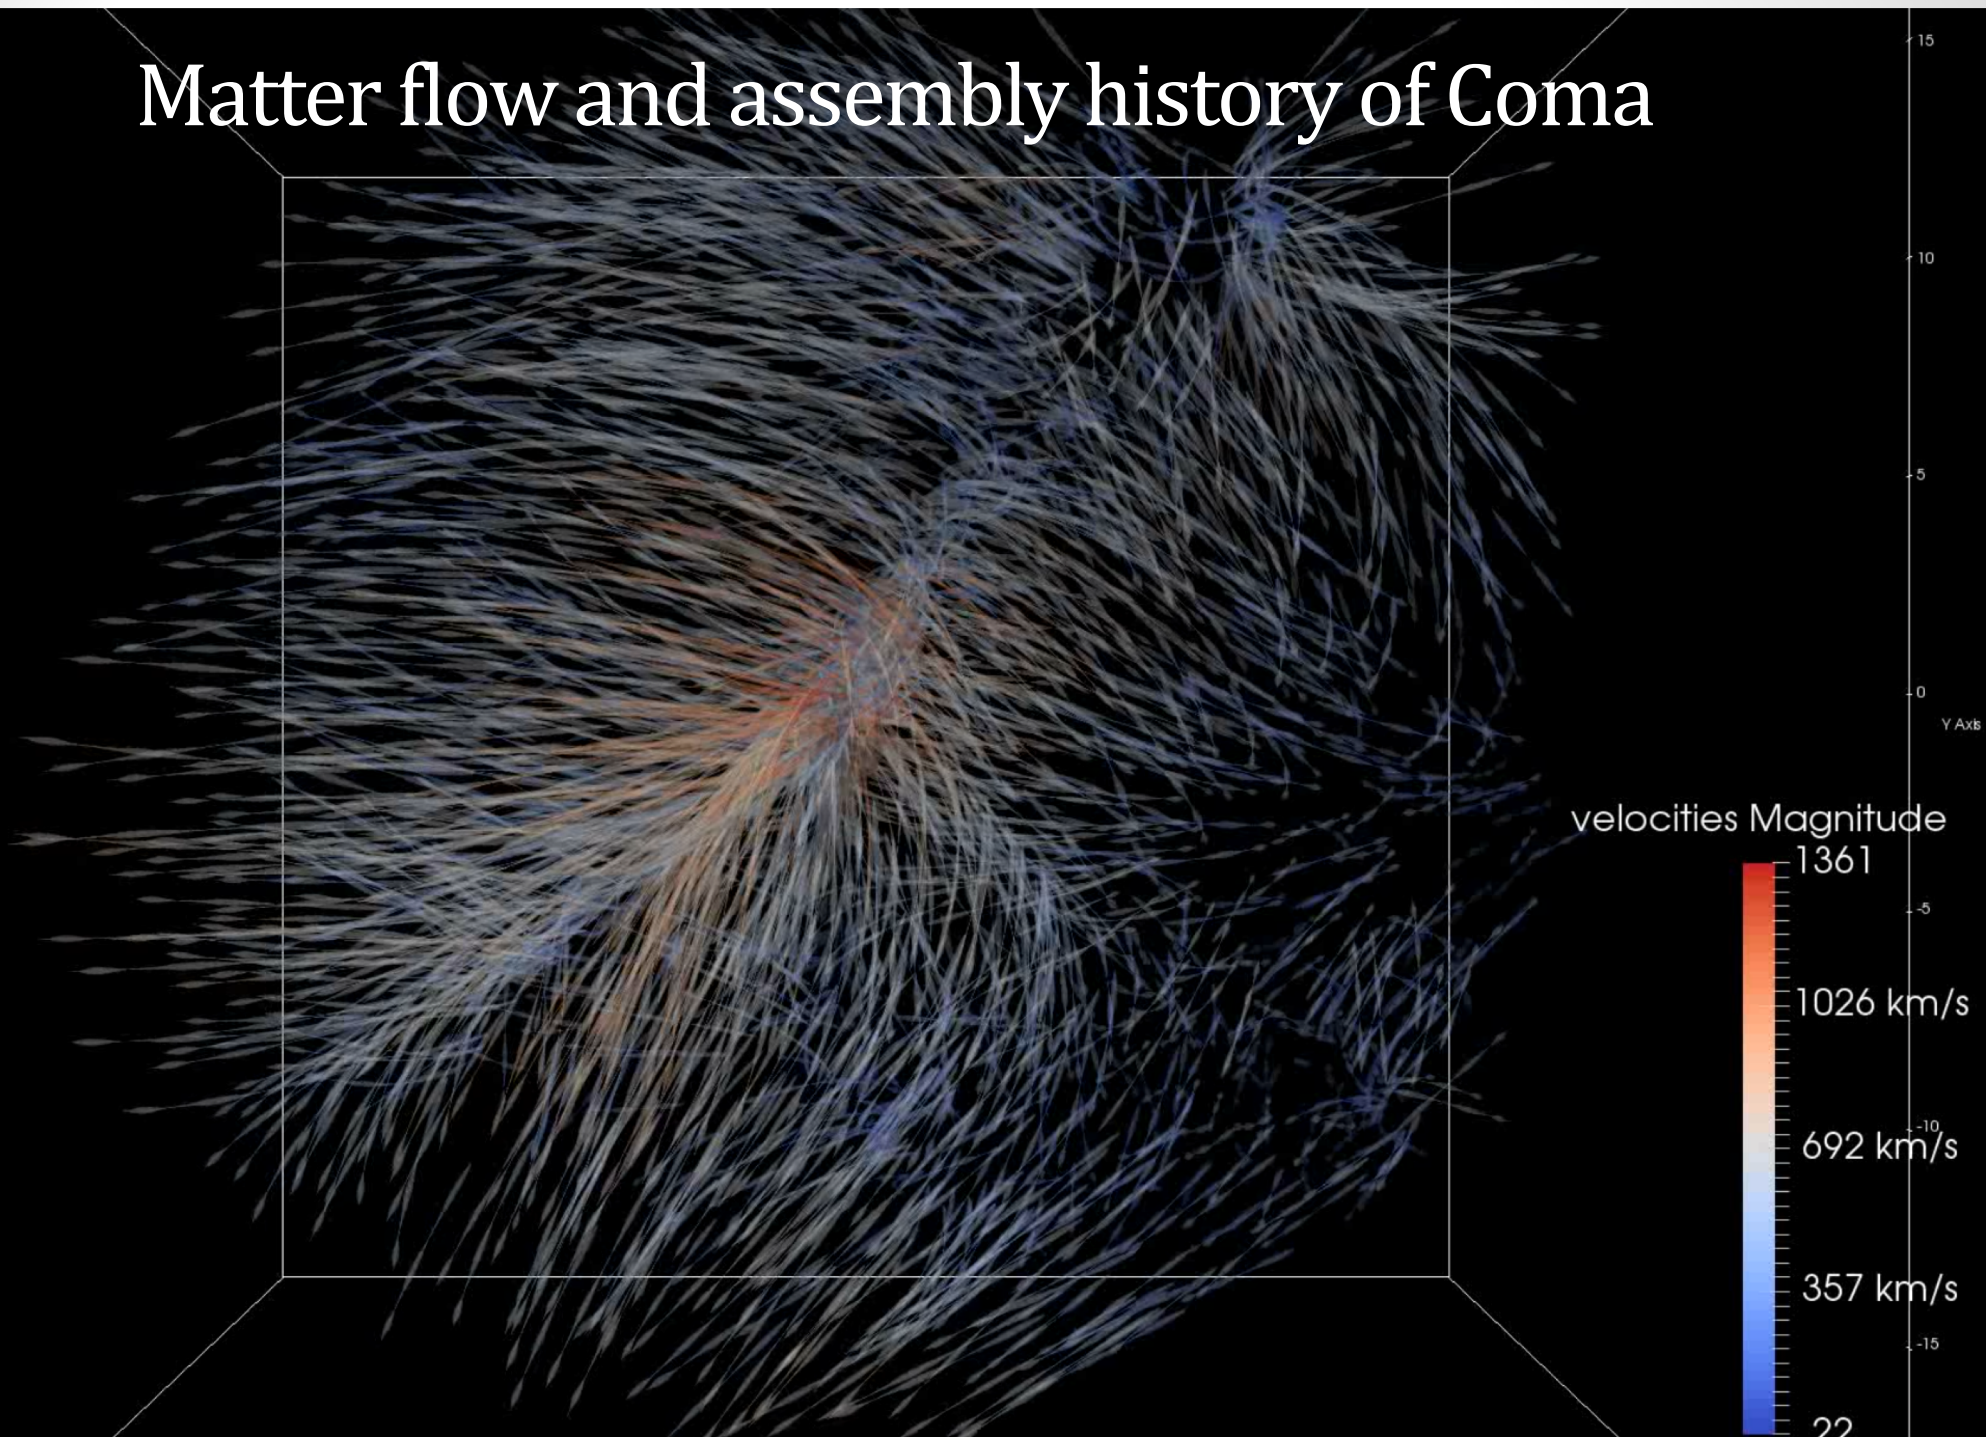 Matter flow and assembly history of Coma
15
10
5
0
Y Axis
velocities Magnitude
1361
-5
1026 km/s
-10
692 km/s
357 km/s
-15
22